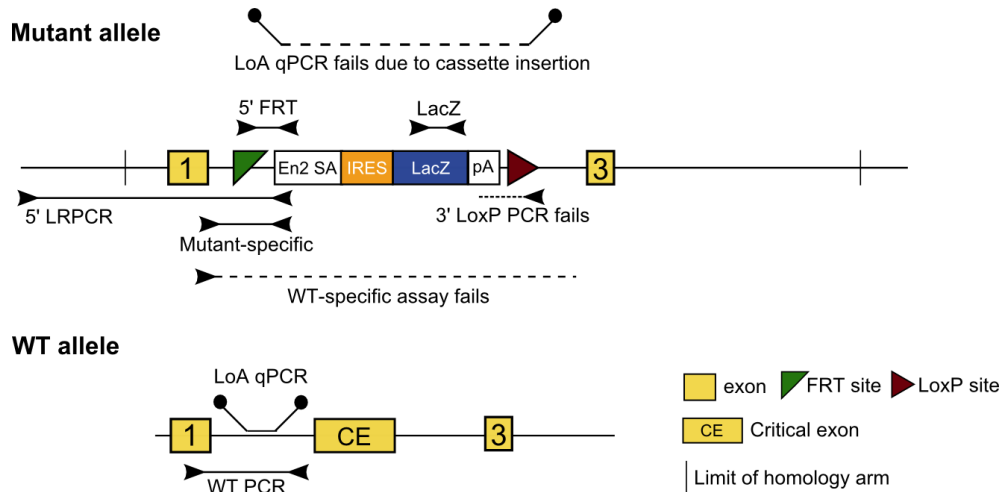 Mutant allele
LoA qPCR fails due to cassette insertion
5' FRT
LacZ
1
En2 SA
IRES
LacZ
pA
3
5' LRPCR
3' LoxP PCR fails
Mutant-specific
WT-specific assay fails
WT allele
LoA qPCR
1
CE
3
WT PCR
exon
FRT site
LoxP site
CE
Critical exon
Limit of homology arm